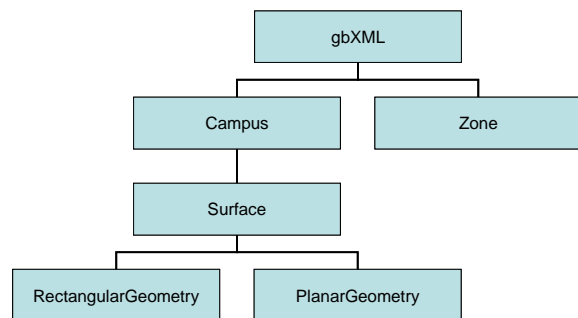 gbXML
Campus
Zone
Surface
RectangularGeometry
PlanarGeometry